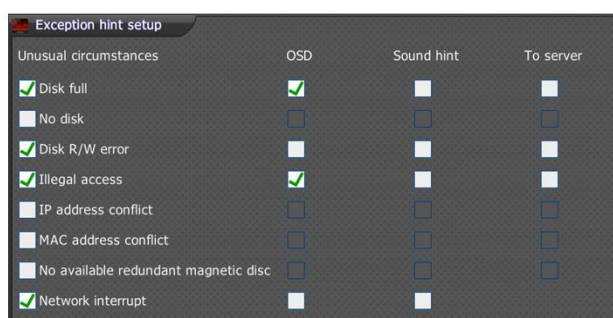 Exception hint setup
Unusual circumstances OSD Sound hint To server
Disk full
No disk
Disk R/W error
Illegal access
IP address conflict
MAC address conflict
No available redundant magnetic disc
Network interrupt